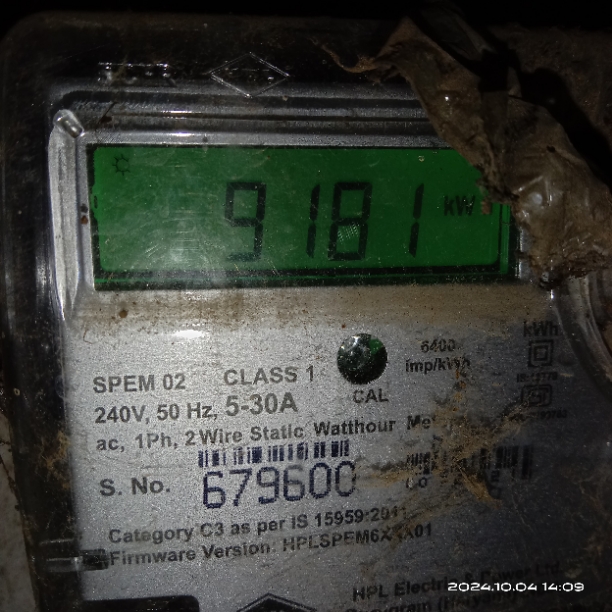 9181 kW
6400
imp/kWh
kWh
SPEM 02 CLASS 1
CAL
240V, 50 Hz, 5-30A
ac, 1Ph, 2 Wire Static Watthour
S. No. 679600
Category C3 as per IS 15959:2011
Firmware Version:
HPL
2024.10.04 14:09